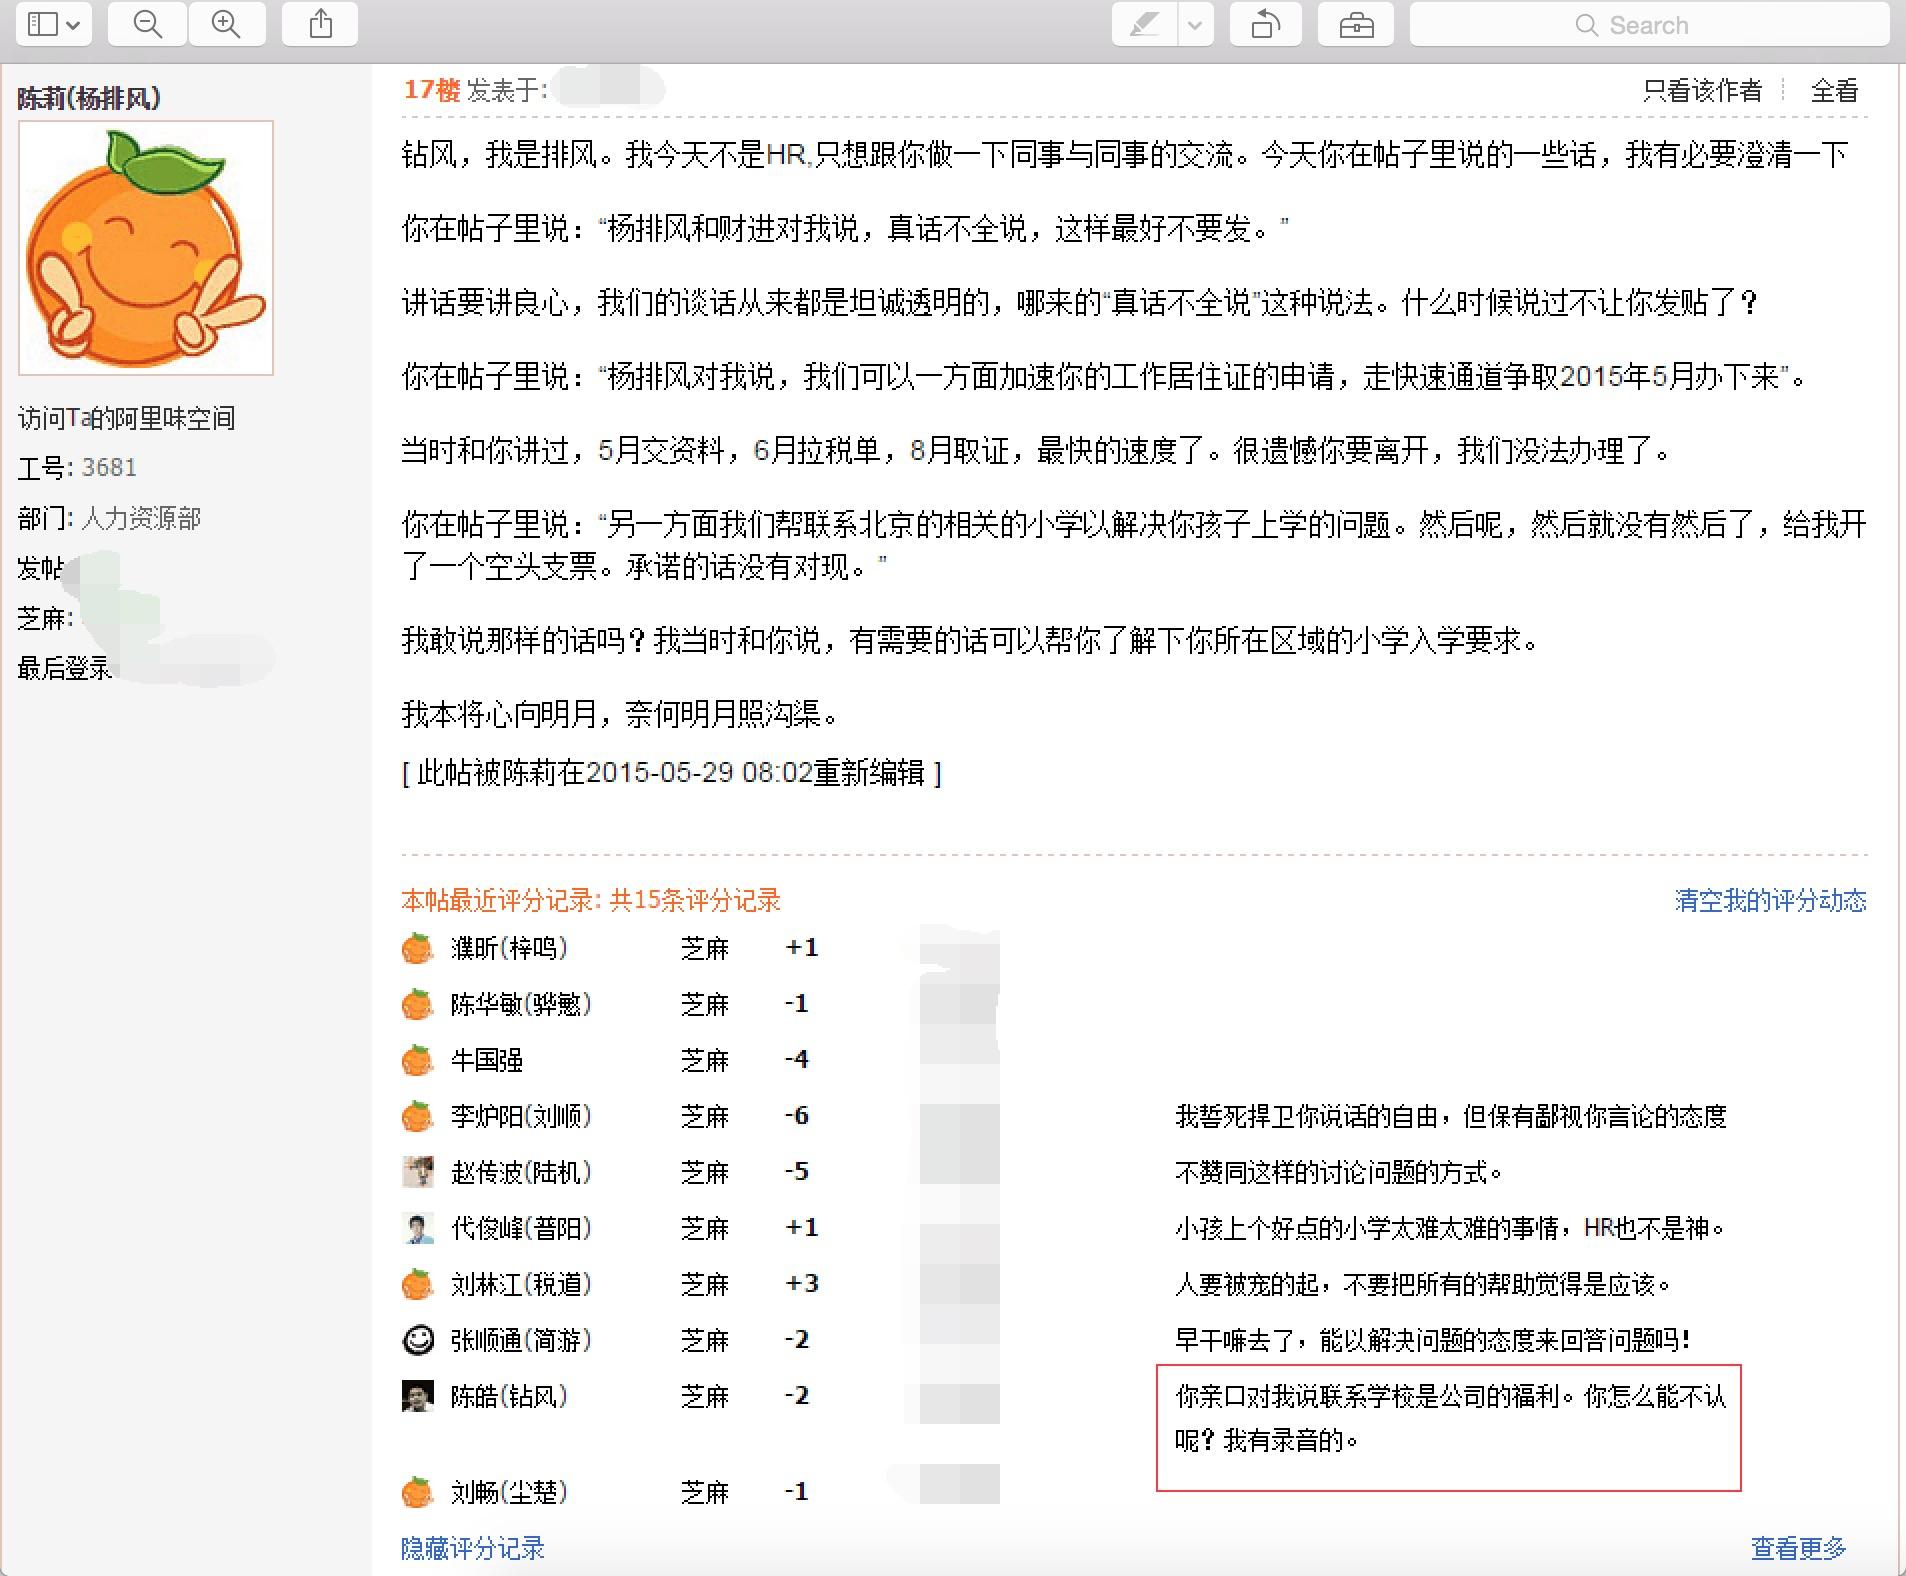 Search
陈莉(杨排风)
访问Ta的阿里味空间
工号: 3681
部门: 人力资源部
发帖
芝麻:
最后登录
17楼 发表于:
只看该作者
全看
钻风，我是排风。我今天不是HR,只想跟你做一下同事与同事的交流。今天你在帖子里说的一些话，我有必要澄清一下
你在帖子里说：“杨排风和财进对我说，真话不全说，这样最好不要发。”
讲话要讲良心，我们的谈话从来都是坦诚透明的，哪来的“真话不全说”这种说法。什么时候说过不让你发贴了？
你在帖子里说：“杨排风对我说，我们可以一方面加速你的工作居住证的申请，走快速通道争取2015年5月办下来”。
当时和你讲过，5月交资料，6月拉税单，8月取证，最快的速度了。很遗憾你要离开，我们没法办理了。
你在帖子里说：“另一方面我们帮联系北京的相关的小学以解决你孩子上学的问题。然后呢，然后就没有然后了，给我开
了一个空头支票。承诺的话没有对现。”
我敢说那样的话吗？我当时和你说，有需要的话可以帮你了解下你所在区域的小学入学要求。
我本将心向明月，奈何明月照沟渠。
[ 此帖被陈莉在2015-05-29 08:02重新编辑 ]
本帖最近评分记录: 共15条评分记录
清空我的评分动态
濮昕(梓鸣) 芝麻 +1
陈华敏(骅慜) 芝麻 -1
牛国强 芝麻 -4
李炉阳(刘顺) 芝麻 -6 我誓死捍卫你说话的自由，但保有鄙视你言论的态度
赵传波(陆机) 芝麻 -5 不赞同这样的讨论问题的方式。
代俊峰(普阳) 芝麻 +1 小孩上个好点的小学太难太难的事情，HR也不是神。
刘林江(税道) 芝麻 +3 人要被宠的起，不要把所有的帮助觉得是应该。
张顺通(简游) 芝麻 -2 早干嘛去了，能以解决问题的态度来回答问题吗！
陈皓(钻风) 芝麻 -2 你亲口对我说联系学校是公司的福利。你怎么能不认
呢？我有录音的。
刘畅(尘楚) 芝麻 -1
隐藏评分记录
查看更多